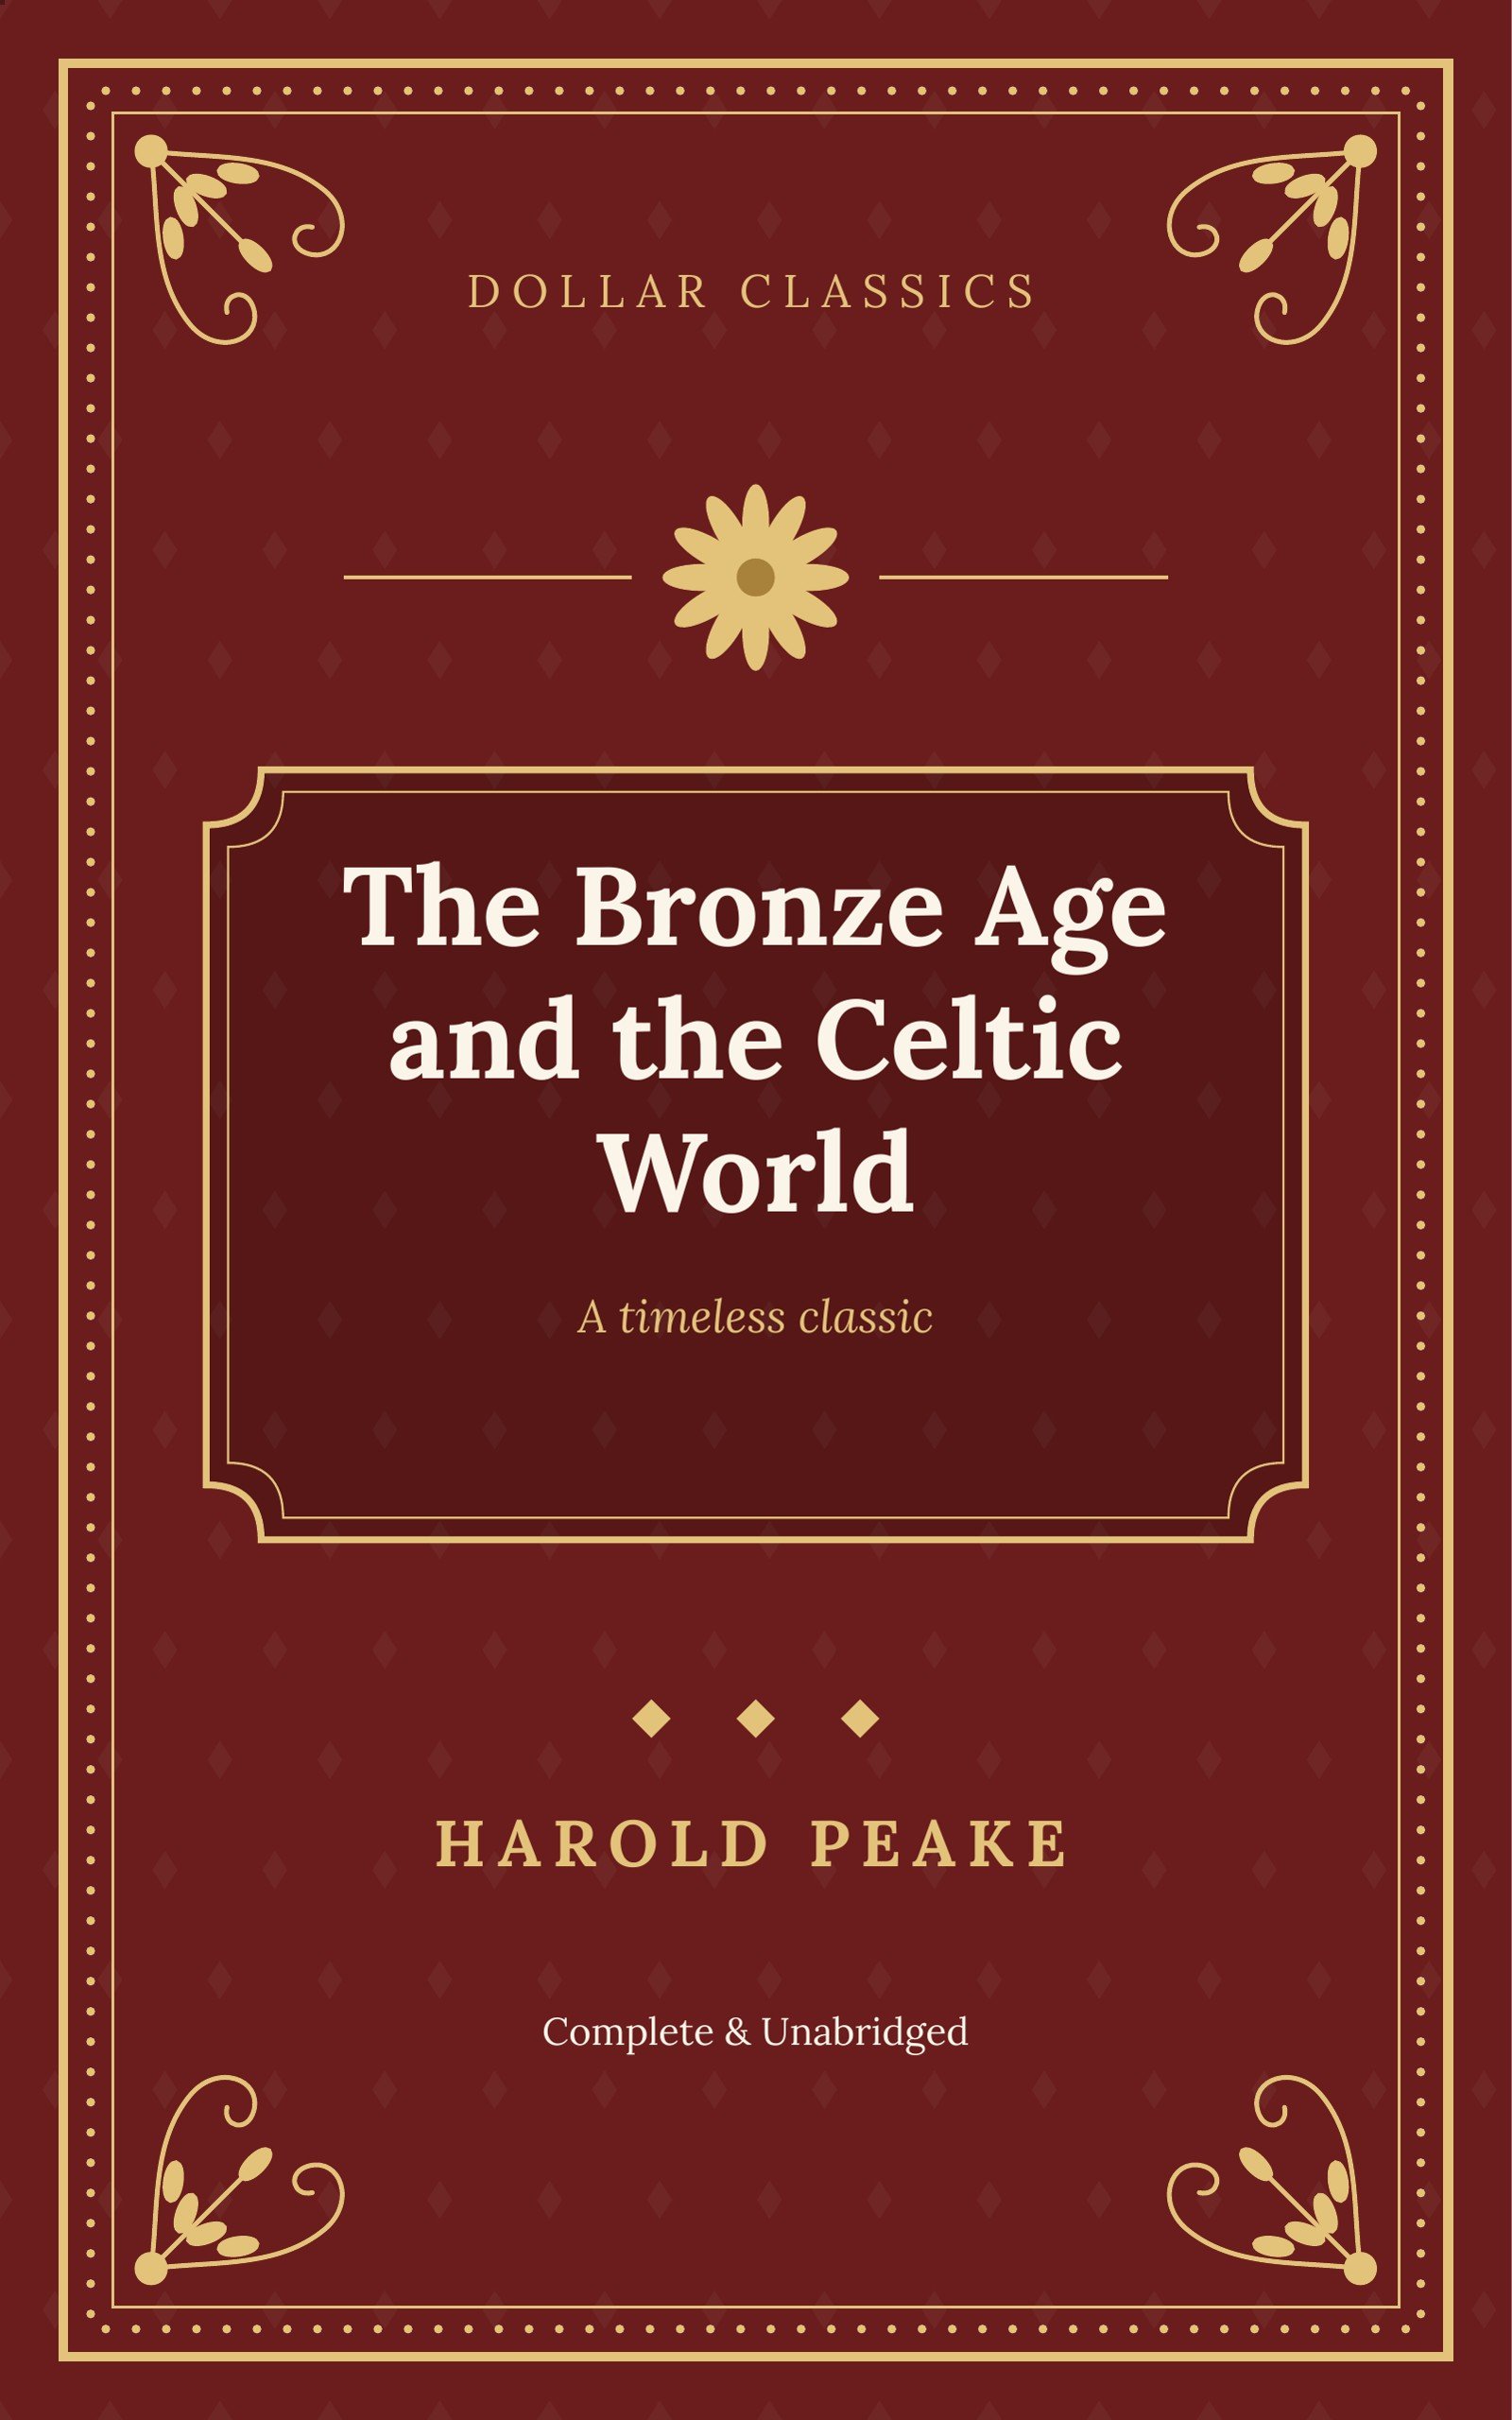 DOLLAR CLASSICS
The Bronze Age
and the Celtic
World
A timeless classic
HAROLD PEAKE
Complete & Unabridged